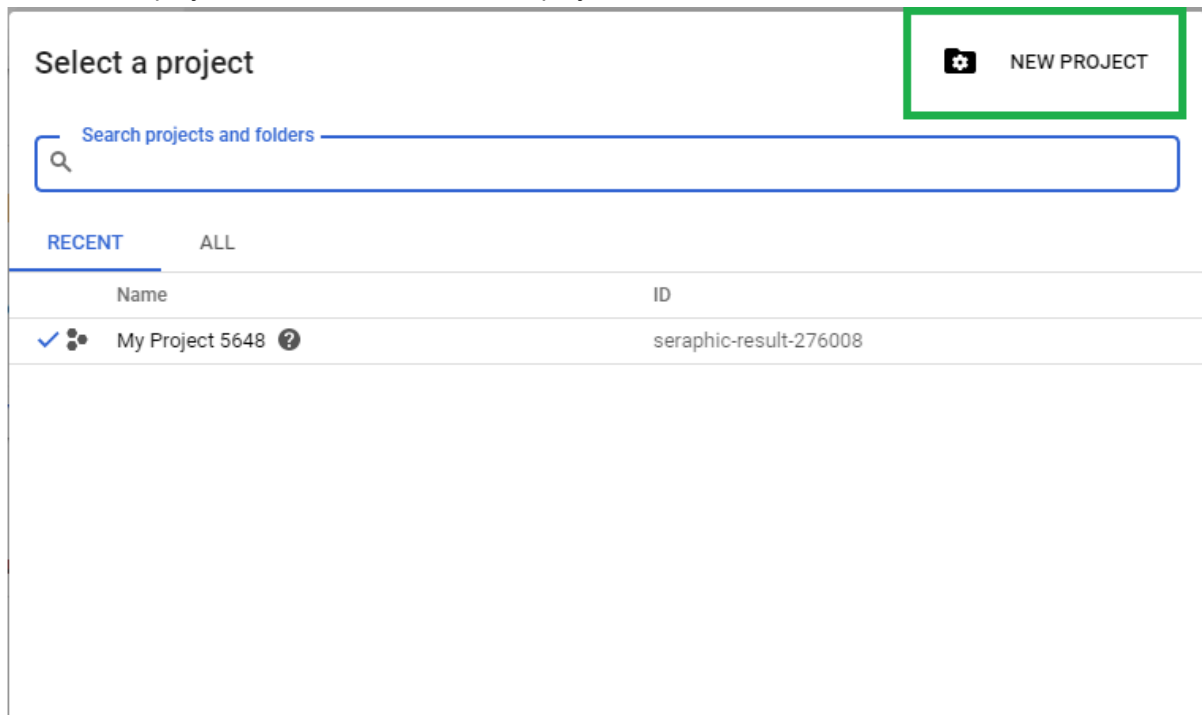 Select a project
NEW PROJECT
Search projects and folders
RECENT ALL
Name ID
My Project 5648 seraphic-result-276008